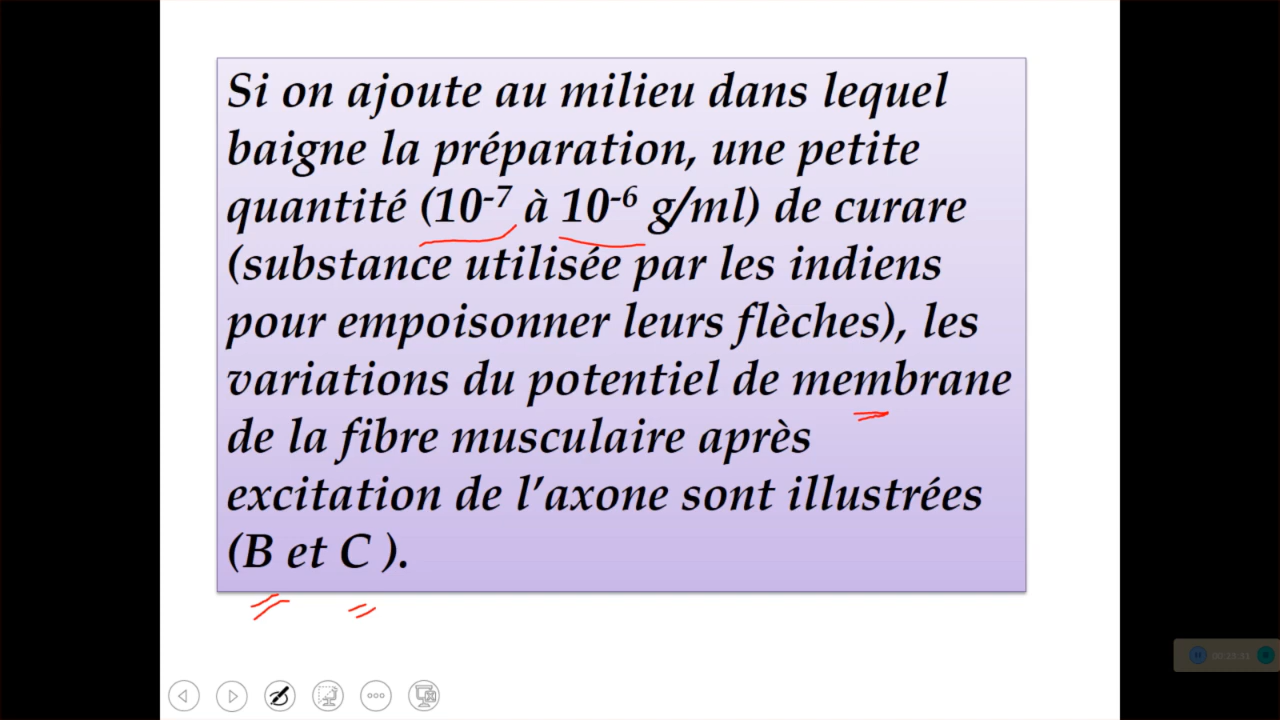 Si on ajoute au milieu dans lequel
baigne la préparation, une petite
quantité (10⁻⁷ à 10⁻⁶ g/ml) de curare
(substance utilisée par les indiens
pour empoisonner leurs flèches), les
variations du potentiel de membrane
de la fibre musculaire après
excitation de l’axone sont illustrées
(B et C ).